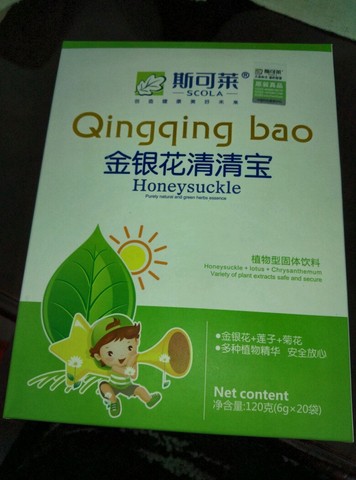 斯可莱®
SCOLA
Qingqing bao
金银花清清宝
Honeysuckle
Purely natural and green herbs essence
植物型固体饮料
Honeysuckle + lotus + Chrysanthemum
Variety of plant extracts safe and secure
●金银花+莲子+菊花
●多种植物精华 安全放心
Net content
净含量:120克(6g×20袋)